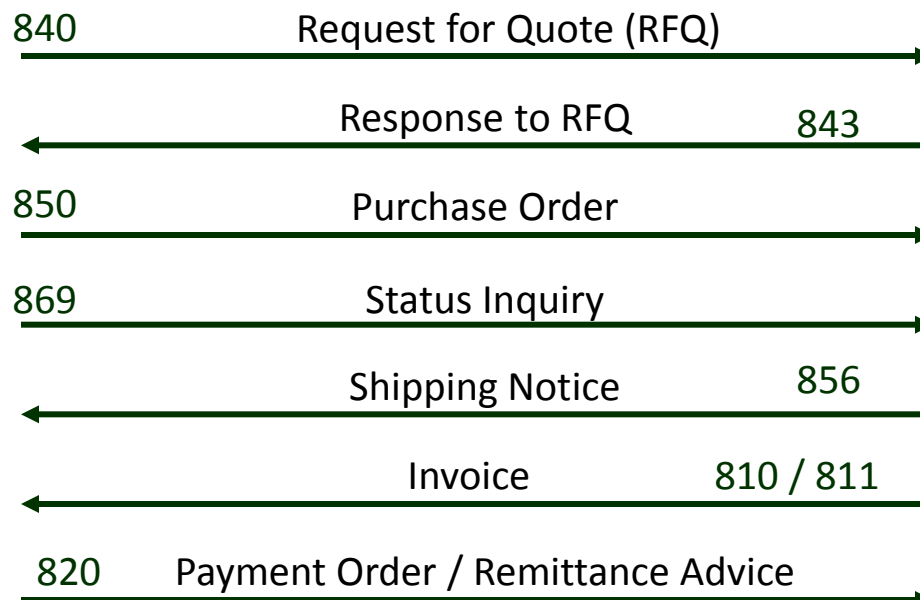 840 Request for Quote (RFQ)
Response to RFQ 843
850 Purchase Order
869 Status Inquiry
Shipping Notice 856
Invoice 810 / 811
820 Payment Order / Remittance Advice